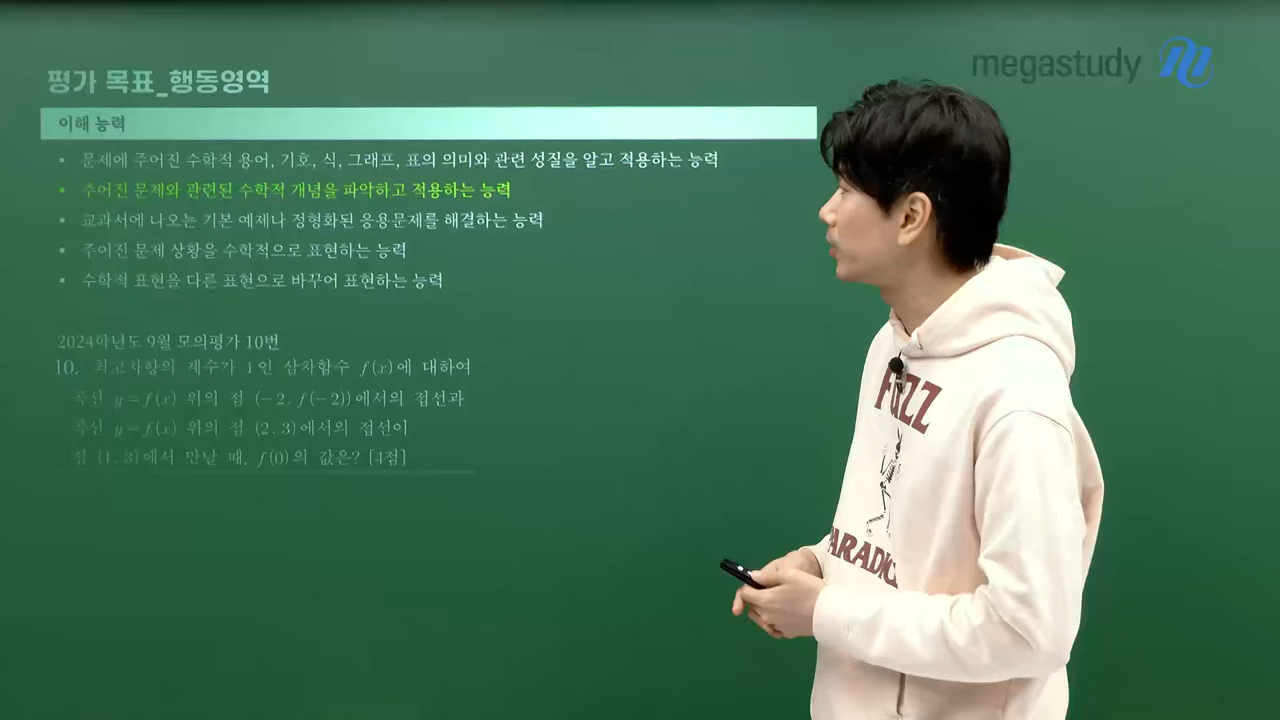 megastudy
평가 목표_행동영역
이해 능력
▪ 문제에 주어진 수학적 용어, 기호, 식, 그래프, 표의 의미와 관련 성질을 알고 적용하는 능력
▪ 주어진 문제와 관련된 수학적 개념을 파악하고 적용하는 능력
▪ 교과서에 나오는 기본 예제나 정형화된 응용문제를 해결하는 능력
▪ 주어진 문제 상황을 수학적으로 표현하는 능력
▪ 수학적 표현을 다른 표현으로 바꾸어 표현하는 능력
2024학년도 9월 모의평가 10번
10. 최고차항의 계수가 1인 삼차함수 f(x)에 대하여
곡선 y=f(x) 위의 점 (-2, f(-2))에서의 접선과
곡선 y=f(x) 위의 점 (2, 3)에서의 접선이
점 (1, 3)에서 만날 때, f(0)의 값은? [4점]
FUZZ